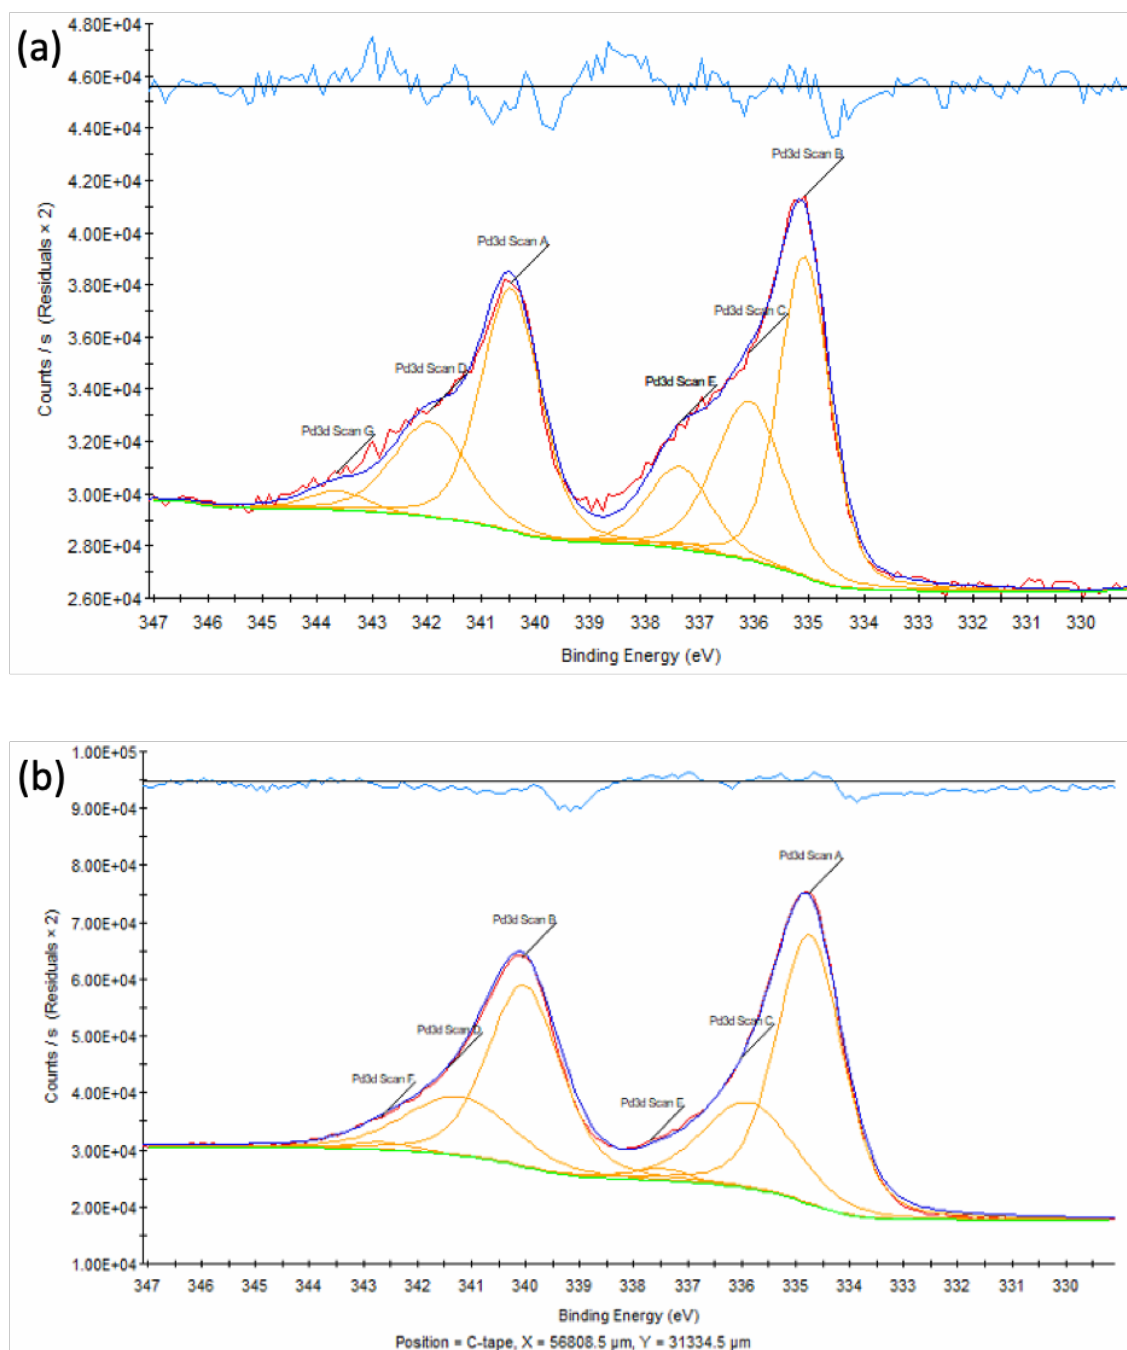 (a)
4.80E+04
4.60E+04
4.40E+04
4.20E+04
4.00E+04
3.80E+04
3.60E+04
3.40E+04
3.20E+04
3.00E+04
2.80E+04
2.60E+04
Counts / s (Residuals × 2)
Pd3d Scan B
Pd3d Scan A
Pd3d Scan C
Pd3d Scan D
Pd3d Scan E
Pd3d Scan G
347 346 345 344 343 342 341 340 339 338 337 336 335 334 333 332 331 330
Binding Energy (eV)
(b)
1.00E+05
9.00E+04
8.00E+04
7.00E+04
6.00E+04
5.00E+04
4.00E+04
3.00E+04
2.00E+04
1.00E+04
Counts / s (Residuals × 2)
Pd3d Scan A
Pd3d Scan B
Pd3d Scan C
Pd3d Scan D
Pd3d Scan F
Pd3d Scan E
347 346 345 344 343 342 341 340 339 338 337 336 335 334 333 332 331 330
Binding Energy (eV)
Position = C-tape, X = 56808.5 µm, Y = 31334.5 µm